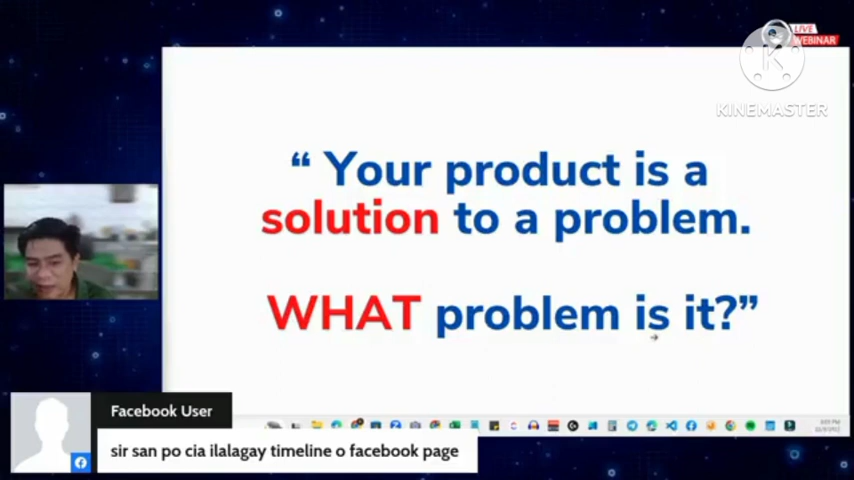 LIVE
WEBINAR
KINEMASTER
“ Your product is a
solution to a problem.
WHAT problem is it?”
Facebook User
sir san po cia ilalagay timeline o facebook page